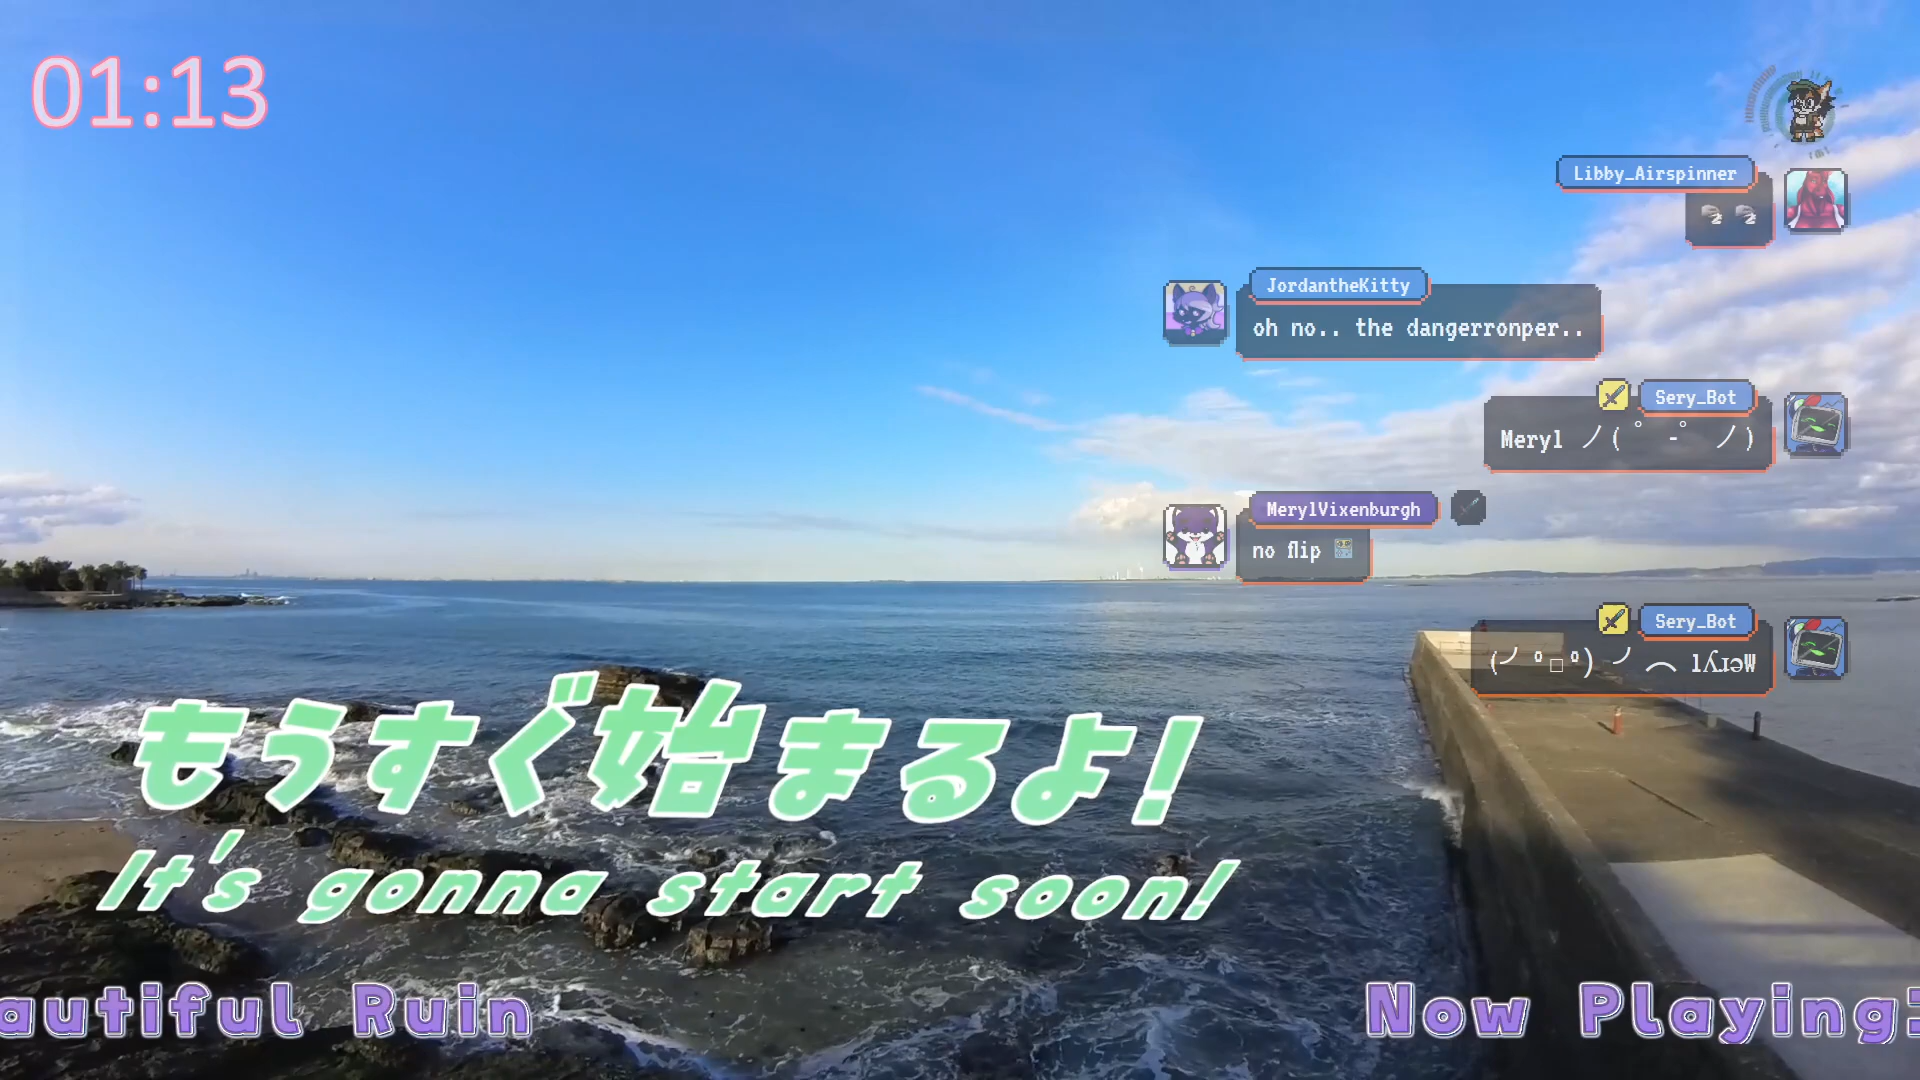 01:13
Libby_Airspinner
JordantheKitty
oh no.. the dangerronper..
Sery_Bot
Meryl ノ( ゜-゜ノ)
MerylVixenburgh
no flip
Sery_Bot
(╯°□°)╯︵ lʎɹǝW
もうすぐ始まるよ!
It's gonna start soon!
autiful Ruin
Now Playing: